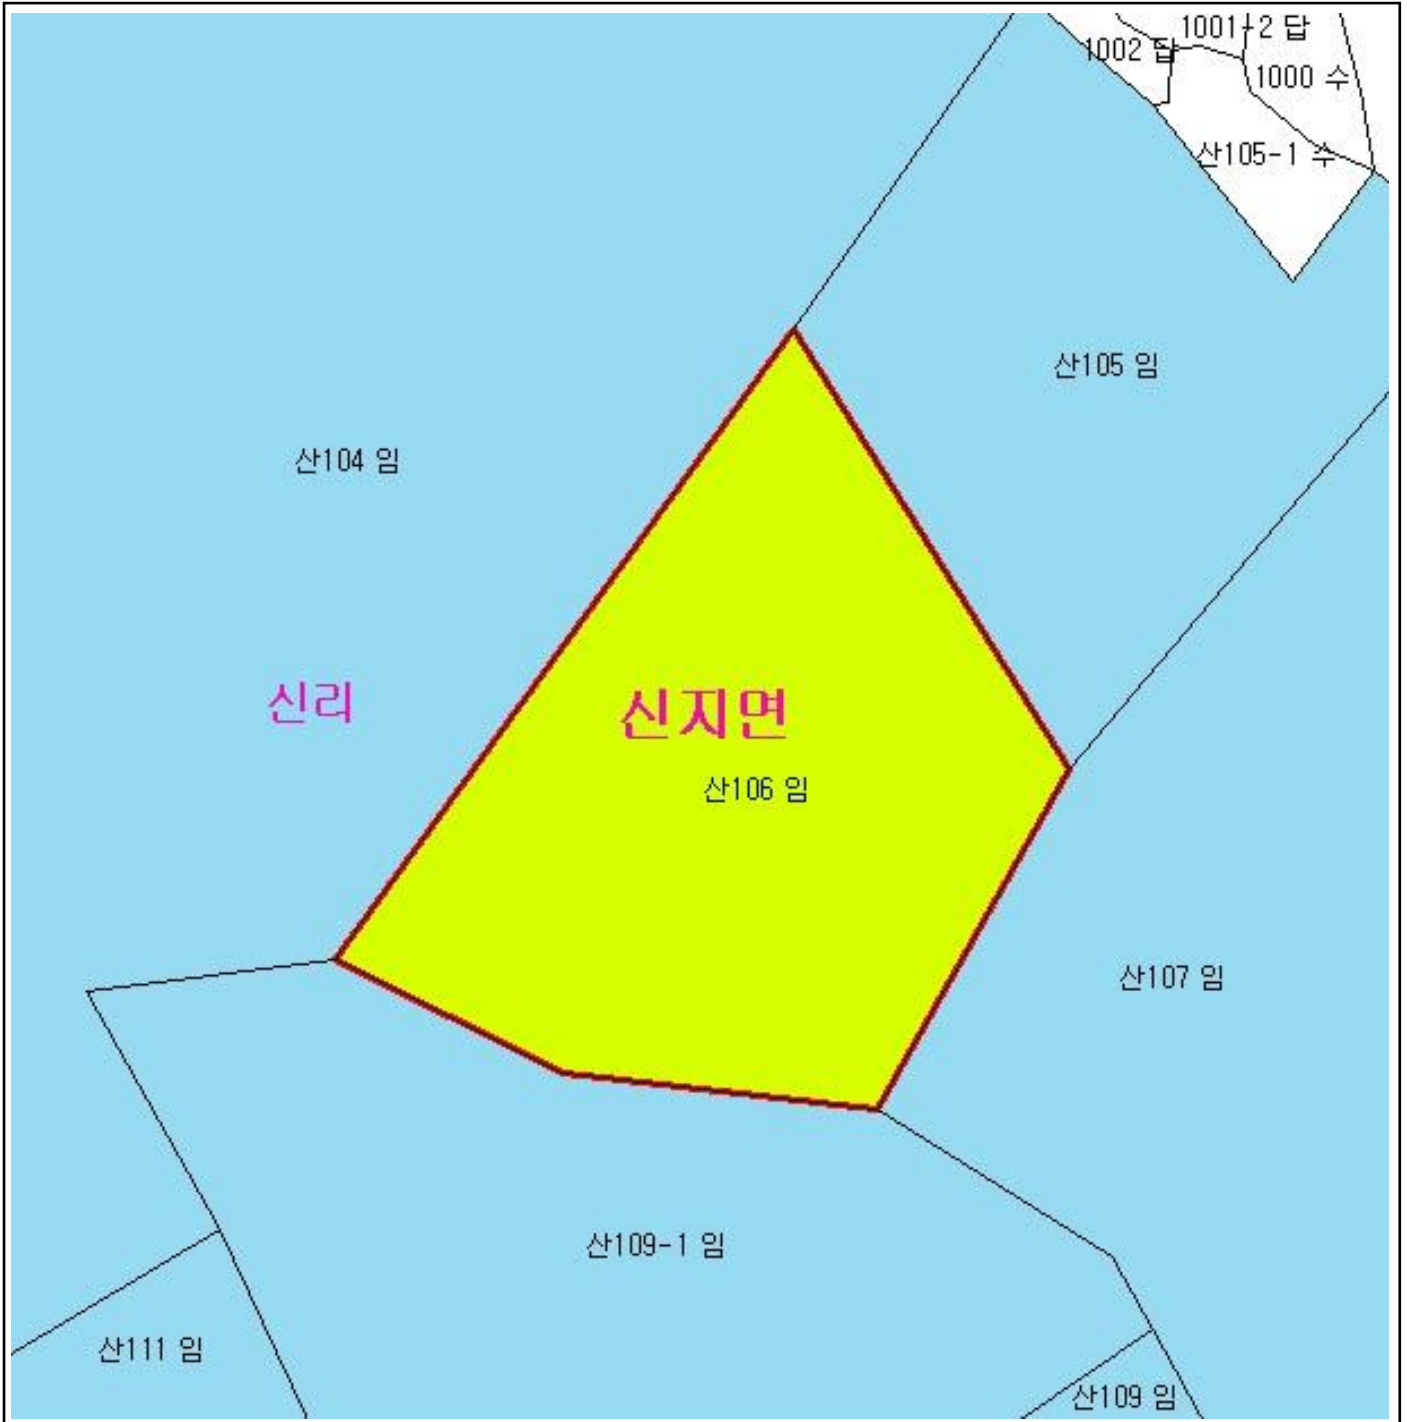 1001-2 답
1002 답
1000 수
산105-1 수
산105 임
산104 임
신리
신지면
산106 임
산107 임
산109-1 임
산111 임
산109 임